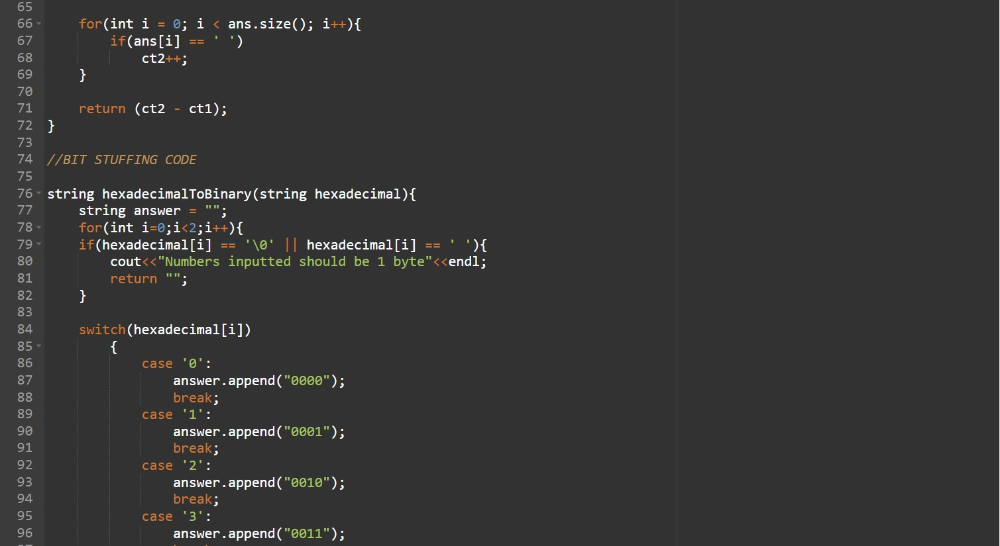 65
66 for(int i = 0; i < ans.size(); i++){
67 if(ans[i] == ' ')
68 ct2++;
69 }
70
71 return (ct2 - ct1);
72 }
73
74 //BIT STUFFING CODE
75
76 string hexadecimalToBinary(string hexadecimal){
77 string answer = "";
78 for(int i=0;i<2;i++){
79 if(hexadecimal[i] == '\0' || hexadecimal[i] == ' '){
80 cout<<"Numbers inputted should be 1 byte"<<endl;
81 return "";
82 }
83
84 switch(hexadecimal[i])
85 {
86 case '0':
87 answer.append("0000");
88 break;
89 case '1':
90 answer.append("0001");
91 break;
92 case '2':
93 answer.append("0010");
94 break;
95 case '3':
96 answer.append("0011");